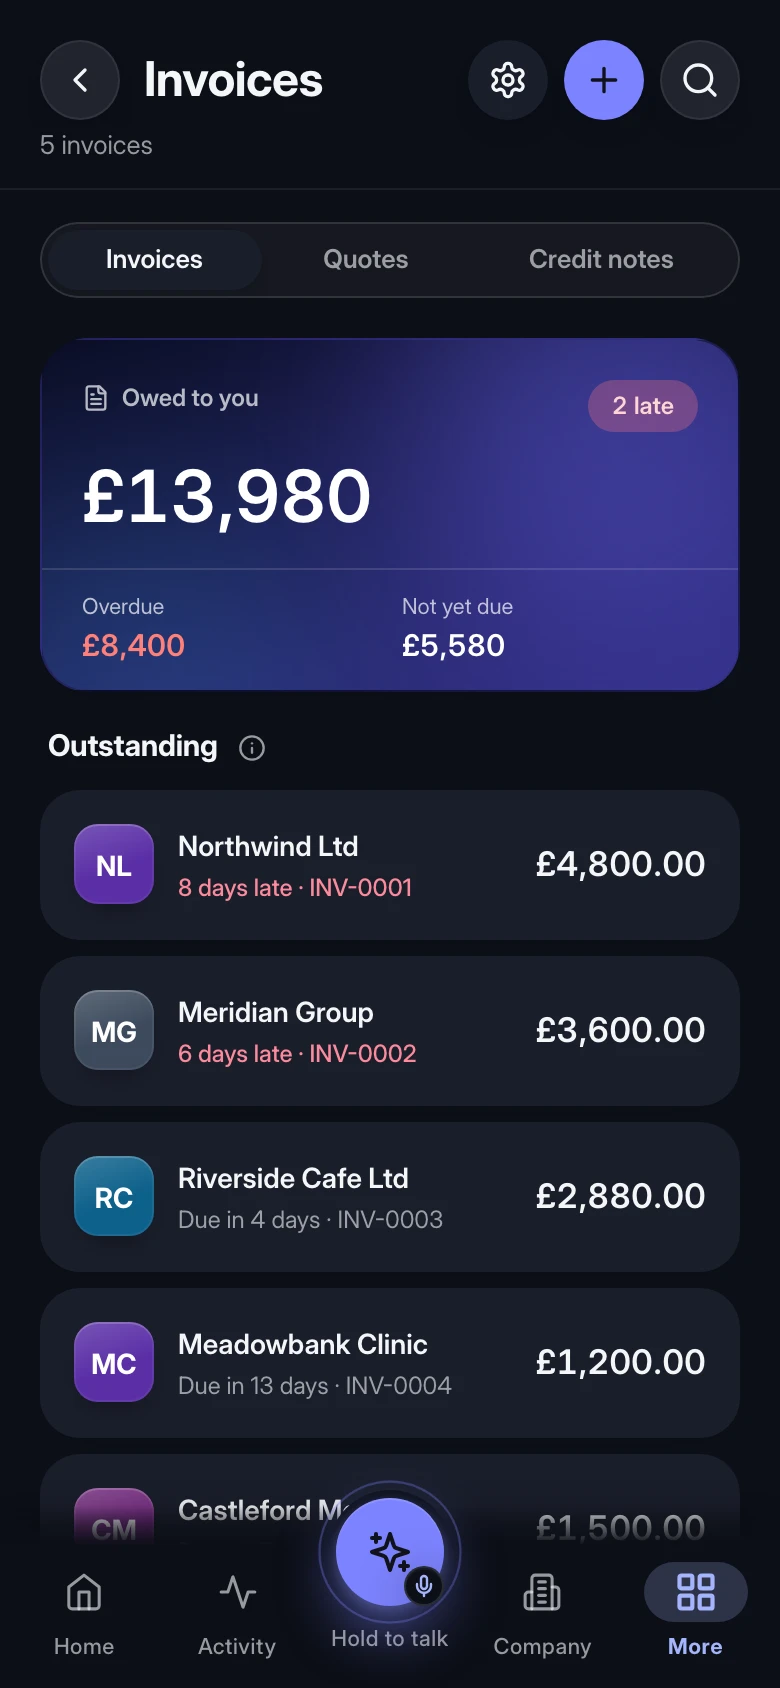 Invoices
5 invoices
Invoices Quotes Credit notes
Owed to you
2 late
£13,980
Overdue Not yet due
£8,400 £5,580
Outstanding
NL
Northwind Ltd
8 days late · INV-0001
£4,800.00
MG
Meridian Group
6 days late · INV-0002
£3,600.00
RC
Riverside Cafe Ltd
Due in 4 days · INV-0003
£2,880.00
MC
Meadowbank Clinic
Due in 13 days · INV-0004
£1,200.00
CM
Castleford
£1,500.00
Home Activity Hold to talk Company More